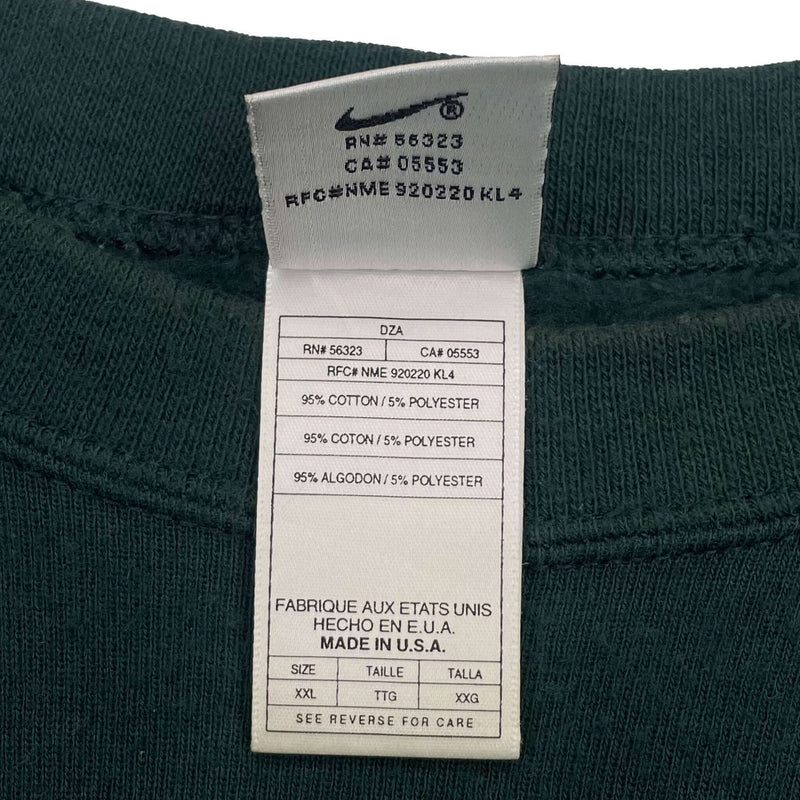 ®
RN# 56323
CA# 05553
RFC#NME 920220 KL4
DZA
RN# 56323 CA# 05553
RFC# NME 920220 KL4
95% COTTON / 5% POLYESTER
95% COTON / 5% POLYESTER
95% ALGODON / 5% POLYESTER
FABRIQUE AUX ETATS UNIS
HECHO EN E.U.A.
MADE IN U.S.A.
SIZE TAILLE TALLA
XXL TTG XXG
SEE REVERSE FOR CARE